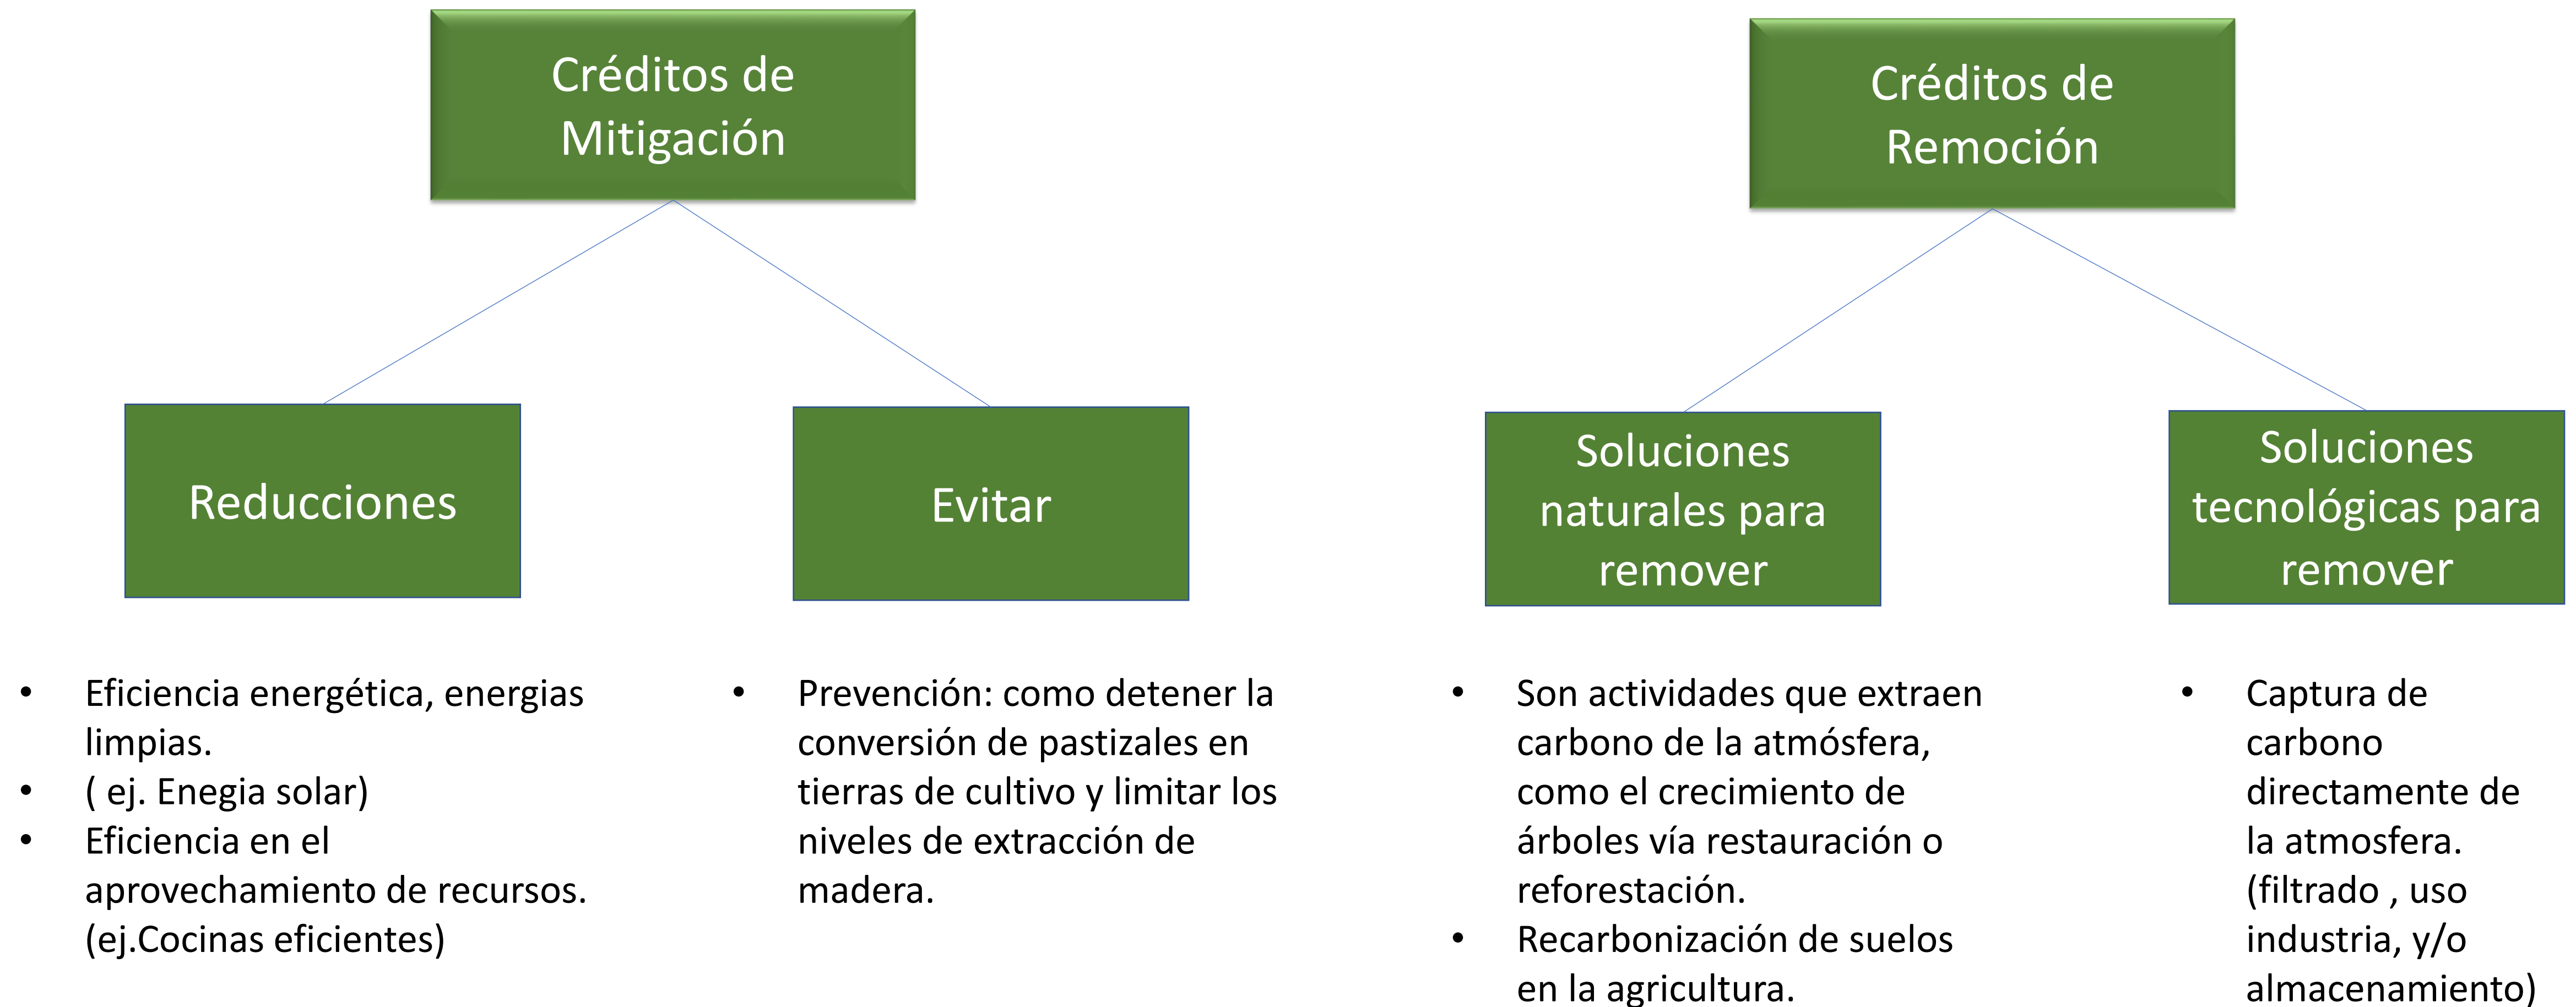 Créditos de
Mitigación
Créditos de
Remoción
Reducciones
Evitar
Soluciones
naturales para
remover
Soluciones
tecnológicas para
remover
• Eficiencia energética, energias
limpias.
• ( ej. Enegia solar)
• Eficiencia en el
aprovechamiento de recursos.
(ej.Cocinas eficientes)
• Prevención: como detener la
conversión de pastizales en
tierras de cultivo y limitar los
niveles de extracción de
madera.
• Son actividades que extraen
carbono de la atmósfera,
como el crecimiento de
árboles vía restauración o
reforestación.
• Recarbonización de suelos
en la agricultura.
• Captura de
carbono
directamente de
la atmosfera.
(filtrado , uso
industria, y/o
almacenamiento)